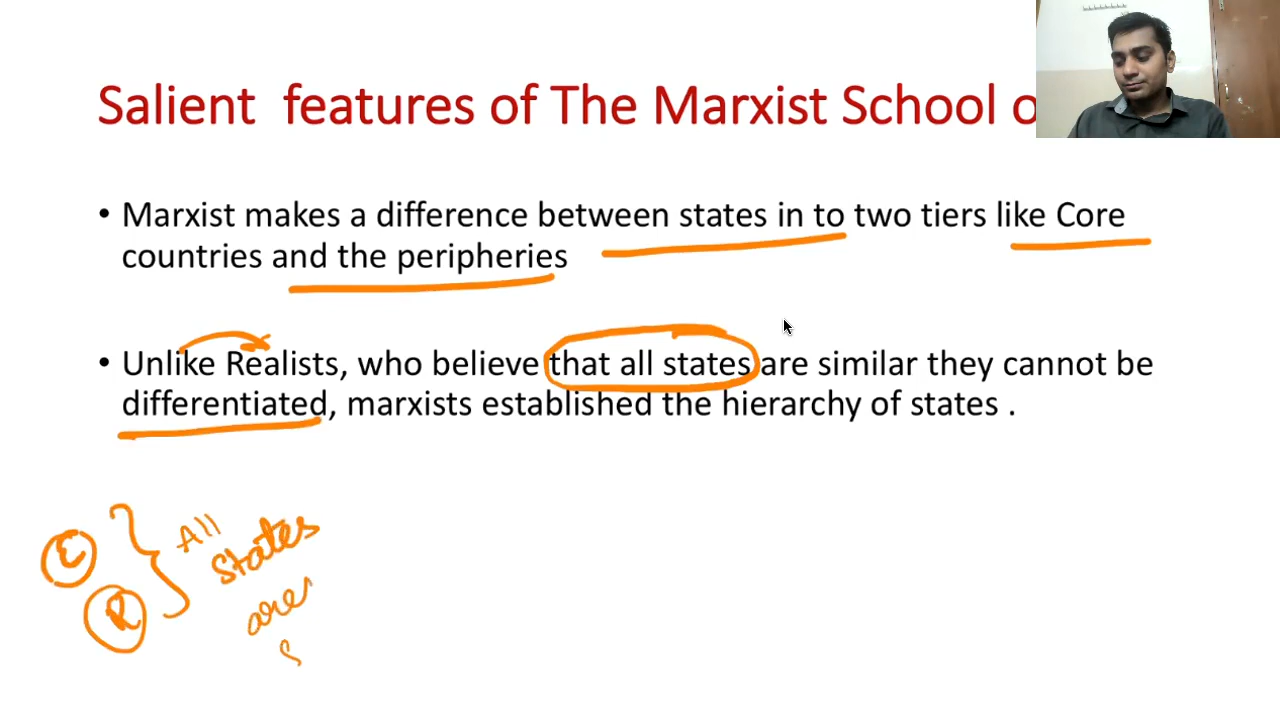 Salient features of The Marxist School o
• Marxist makes a difference between states in to two tiers like Core
countries and the peripheries
• Unlike Realists, who believe that all states are similar they cannot be
differentiated, marxists established the hierarchy of states .
All
States
R
are
s